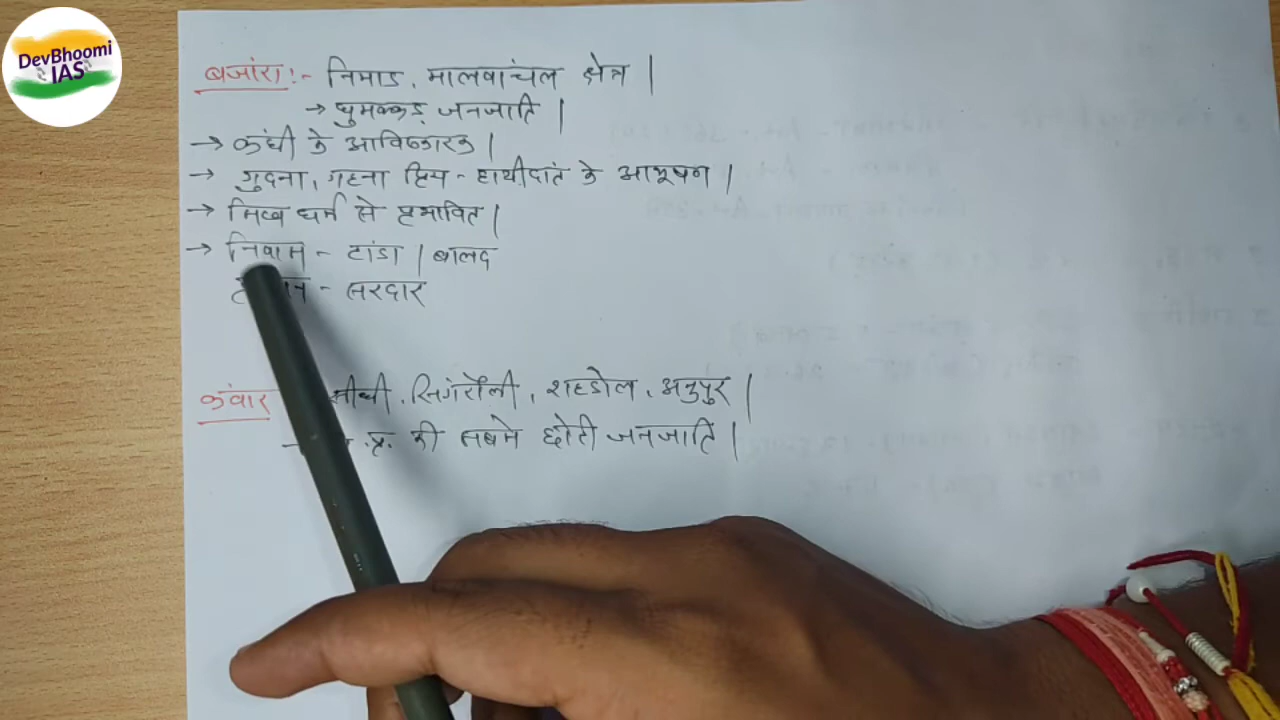 DevBhoomi
IAS
बजांरा:- निमाड, मालवांचल क्षेत्र |
→ घुमक्कड़ जनजाति |
→ कंघी के आविष्कारक |
→ गुदना, गहना प्रिय - हाथीदांत के आभूषण |
→ सिख धर्म से प्रभावित |
→ निवास - टांडा / बालद
- सरदार
कंवार सीधी, सिगंरौली, शहडोल, अनुपुर |
प्र. की सबसे छोटी जनजाति |